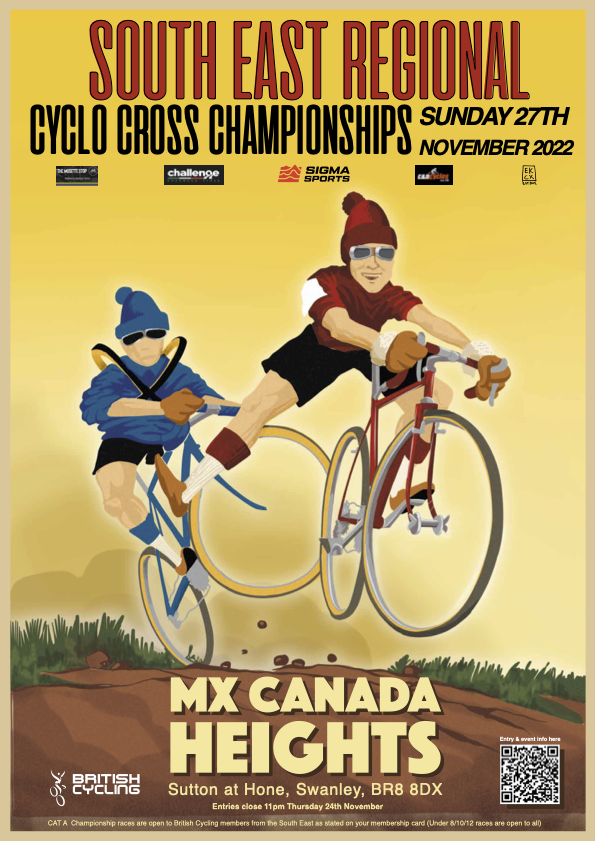 SOUTH EAST REGIONAL
CYCLO CROSS CHAMPIONSHIPS
SUNDAY 27TH
NOVEMBER 2022
THE MUSETTE STOP
challenge
SIGMA
SPORTS
MX CANADA
HEIGHTS
Sutton at Hone, Swanley, BR8 8DX
Entries close 11pm Thursday 24th November
Entry & event info here
BRITISH
CYCLING
CAT A Championship races are open to British Cycling members from the South East as stated on your membership card (Under 8/10/12 races are open to all)